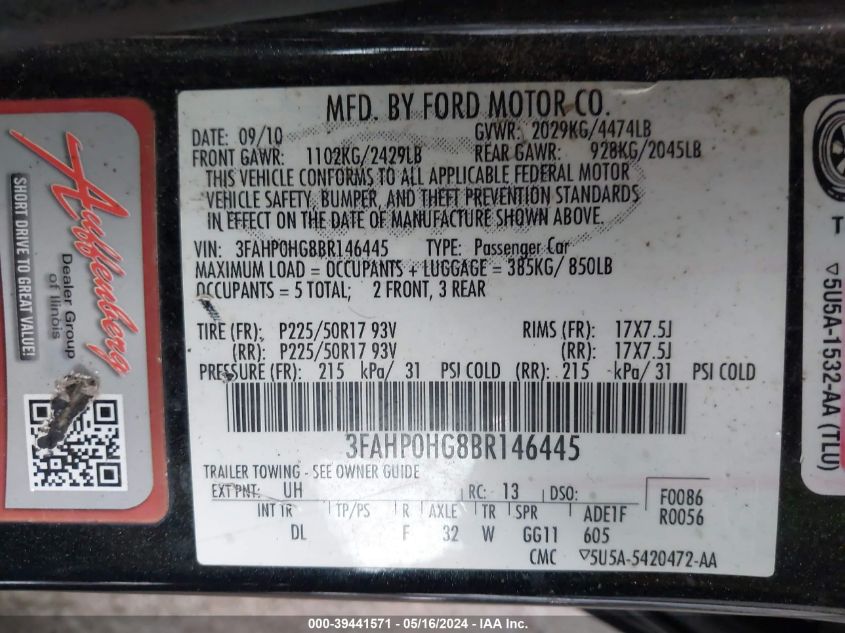 MFD. BY FORD MOTOR CO.
DATE: 09/10 GVWR: 2029KG/4474LB
FRONT GAWR: 1102KG/2429LB REAR GAWR: 928KG/2045LB
THIS VEHICLE CONFORMS TO ALL APPLICABLE FEDERAL MOTOR
VEHICLE SAFETY, BUMPER, AND THEFT PREVENTION STANDARDS
IN EFFECT ON THE DATE OF MANUFACTURE SHOWN ABOVE.
VIN: 3FAHP0HG8BR146445 TYPE: Passenger Car
MAXIMUM LOAD = OCCUPANTS + LUGGAGE = 385KG/ 850LB
OCCUPANTS = 5 TOTAL; 2 FRONT, 3 REAR
TIRE (FR): P225/50R17 93V RIMS (FR): 17X7.5J
(RR): P225/50R17 93V (RR): 17X7.5J
PRESSURE (FR): 215 kPa/ 31 PSI COLD (RR): 215 kPa/ 31 PSI COLD
3FAHP0HG8BR146445
TRAILER TOWING - SEE OWNER GUIDE
EXT PNT: UH RC: 13 DSO: F0086
INT TR TP/PS R AXLE TR SPR ADE1F R0056
DL F 32 W GG11 605
CMC ▽5U5A-5420472-AA
Auffenberg
Dealer Group
of Illinois
SHORT DRIVE TO GREAT VALUE!
T
▽5U5A-1532-AA (TLU)
000-39441571 - 05/16/2024 - IAA Inc.